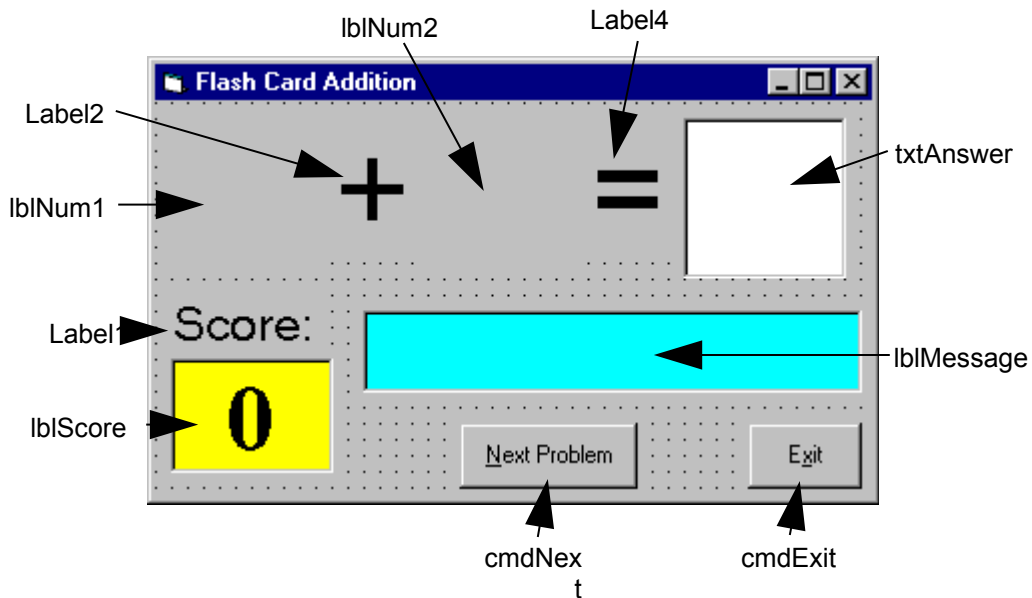 lblNum2
Label4
Flash Card Addition
Label2
+
=
txtAnswer
lblNum1
Score:
Label1
lblMessage
0
lblScore
Next Problem
Exit
cmdNex
t
cmdExit